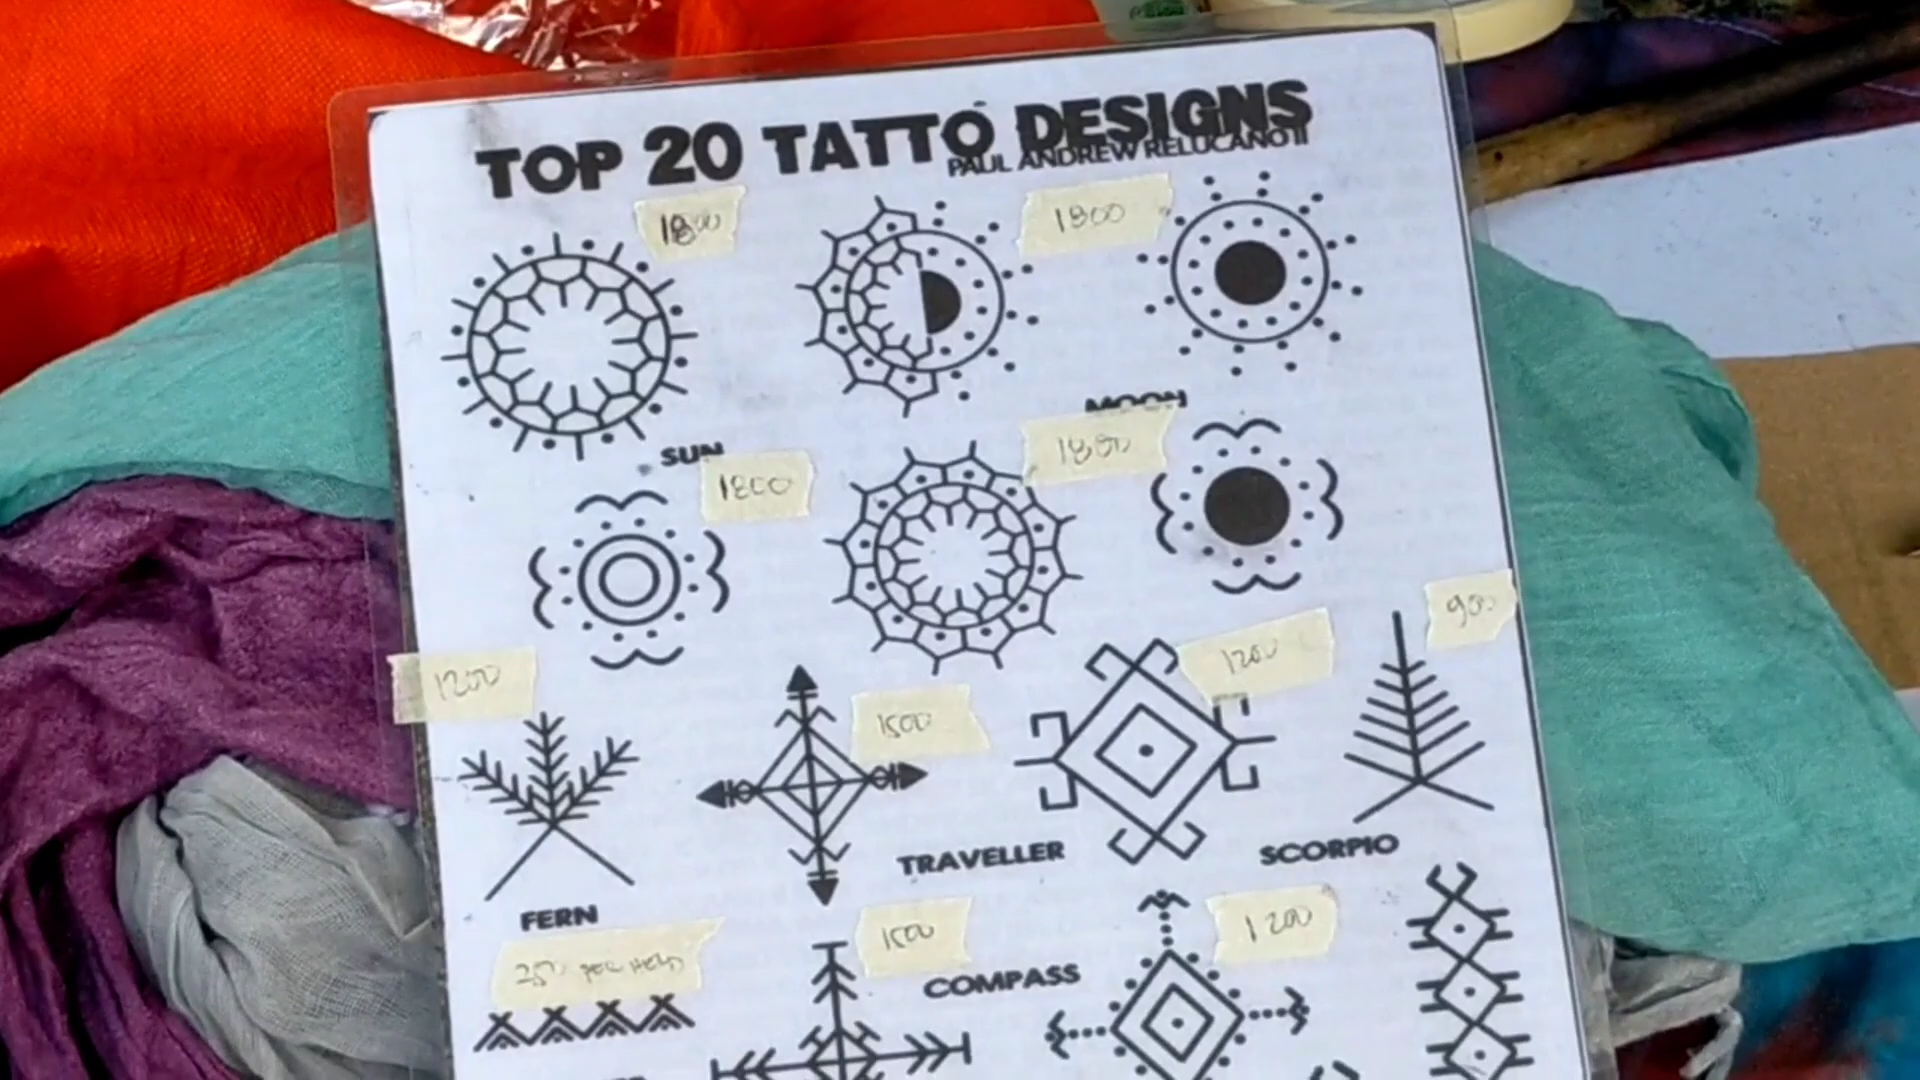 TOP 20 TATTO DESIGNS
PAUL ANDREW RELUCANO II
1800
1800
MOON
1800
SUN
1800
900
1200
1200
1500
TRAVELLER
SCORPIO
FERN
1500
1200
250 PER HEAD
COMPASS